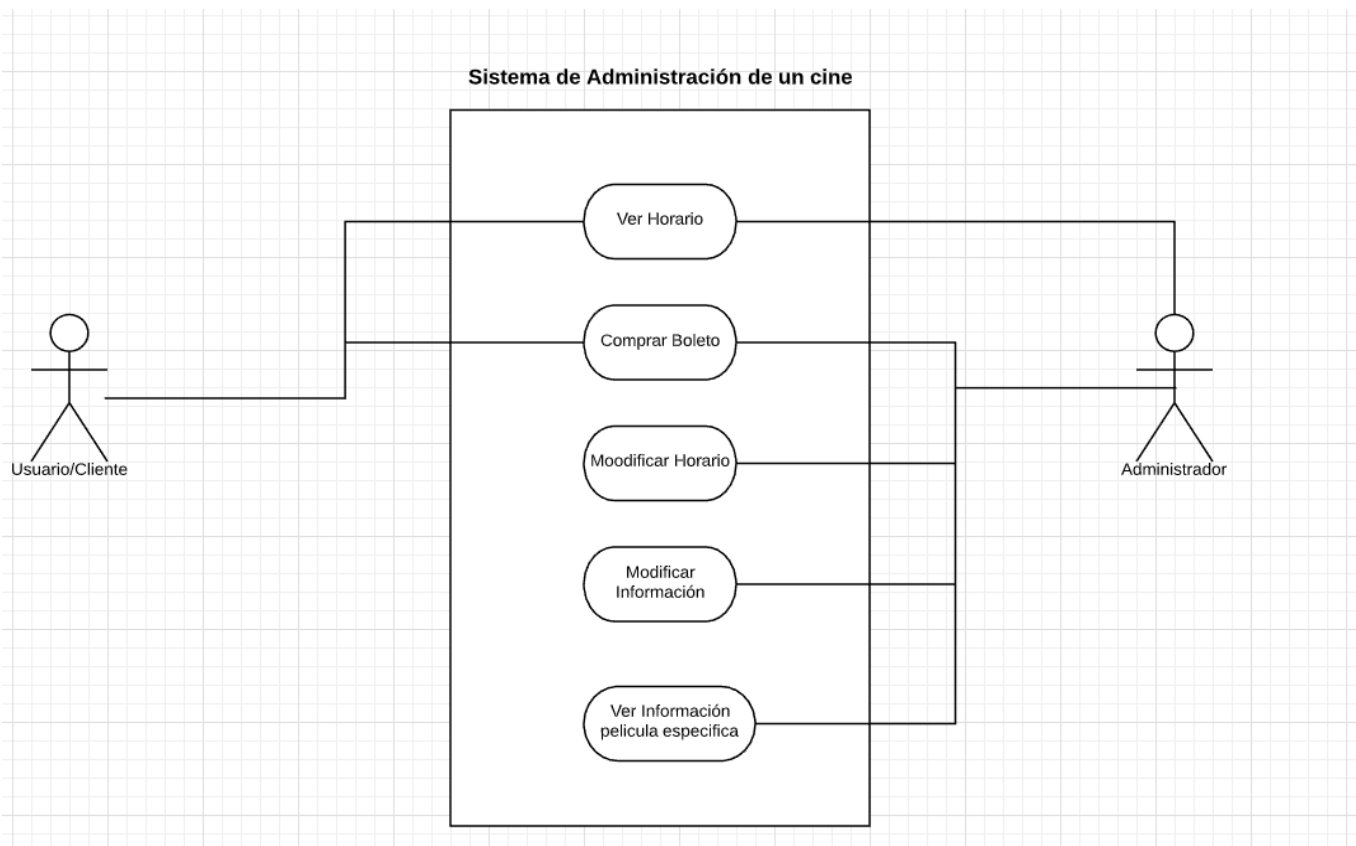 Sistema de Administración de un cine
Ver Horario
Comprar Boleto
Moodificar Horario
Usuario/Cliente
Administrador
Modificar
Información
Ver Información
pelicula especifica